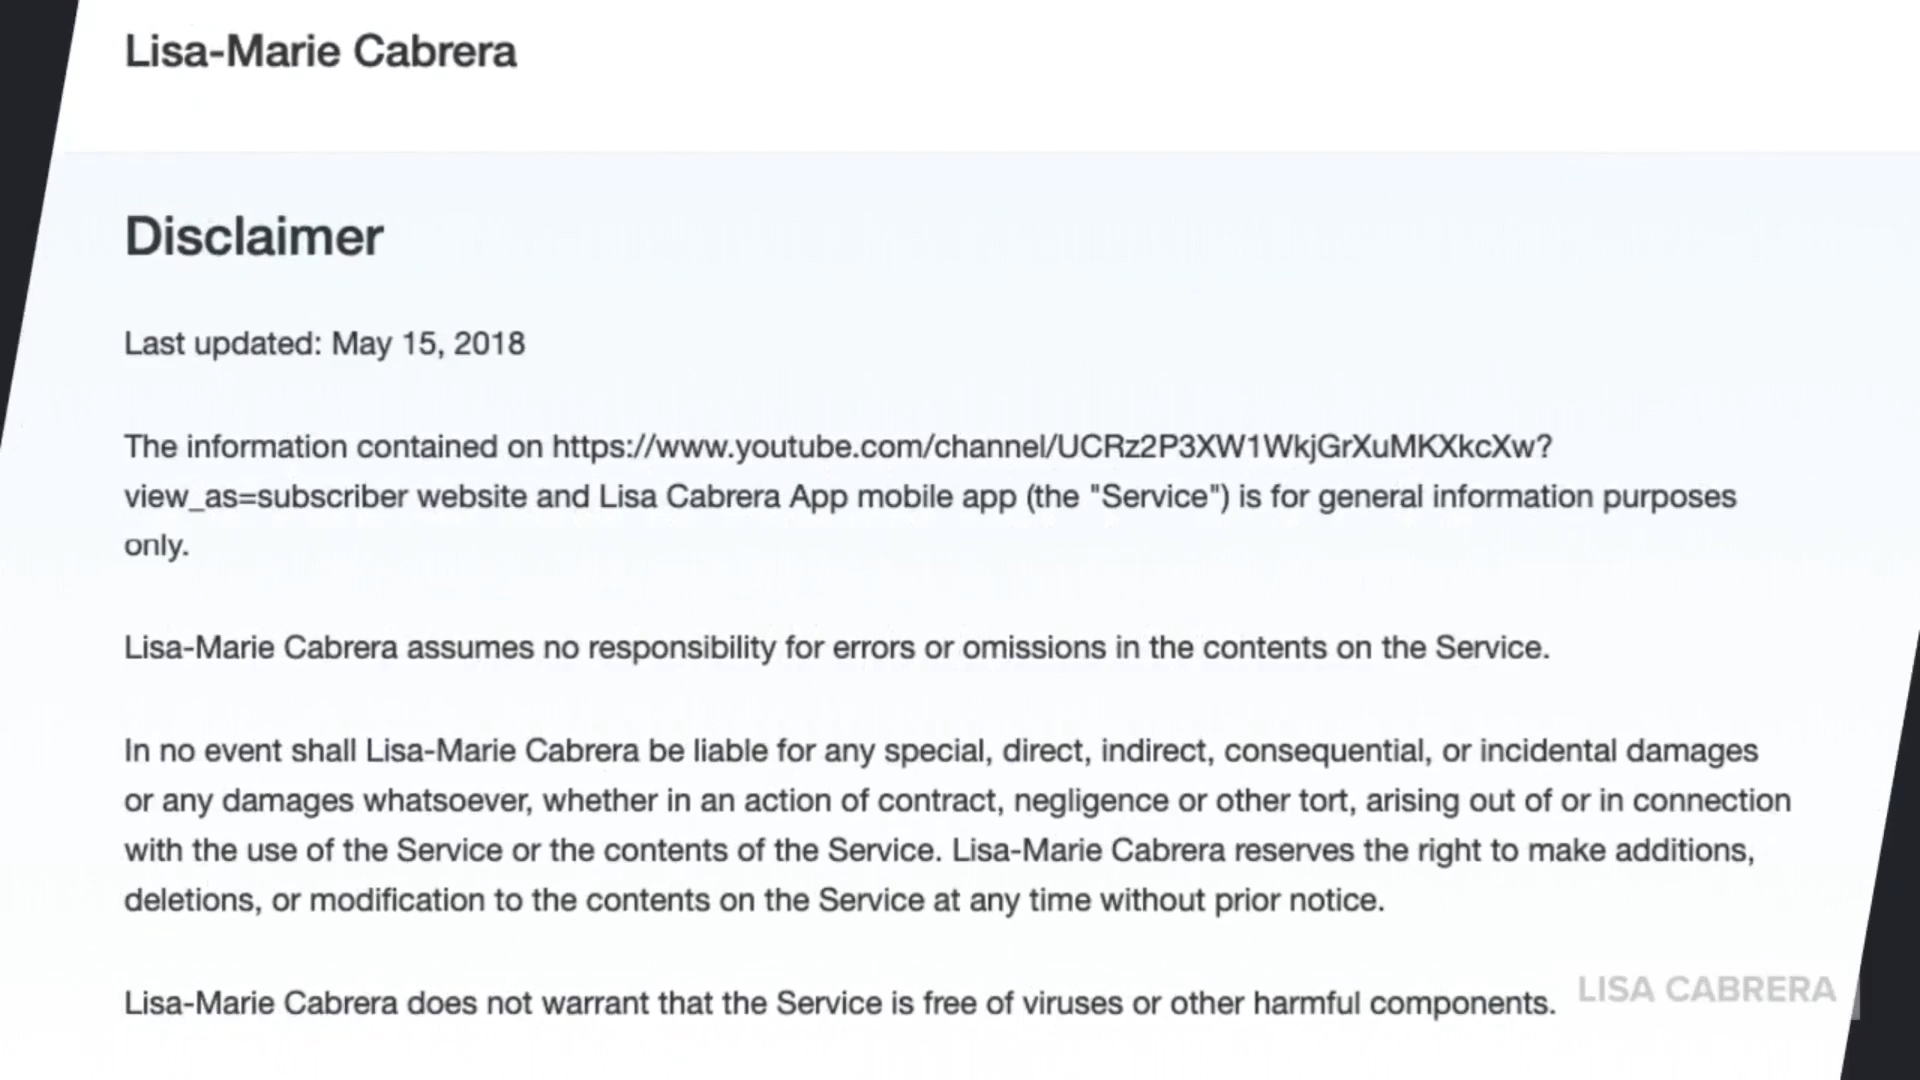 Lisa-Marie Cabrera
Disclaimer
Last updated: May 15, 2018
The information contained on https://www.youtube.com/channel/UCRz2P3XW1WkjGrXuMKXkcXw?
view_as=subscriber website and Lisa Cabrera App mobile app (the "Service") is for general information purposes
only.
Lisa-Marie Cabrera assumes no responsibility for errors or omissions in the contents on the Service.
In no event shall Lisa-Marie Cabrera be liable for any special, direct, indirect, consequential, or incidental damages
or any damages whatsoever, whether in an action of contract, negligence or other tort, arising out of or in connection
with the use of the Service or the contents of the Service. Lisa-Marie Cabrera reserves the right to make additions,
deletions, or modification to the contents on the Service at any time without prior notice.
Lisa-Marie Cabrera does not warrant that the Service is free of viruses or other harmful components.
LISA CABRERA